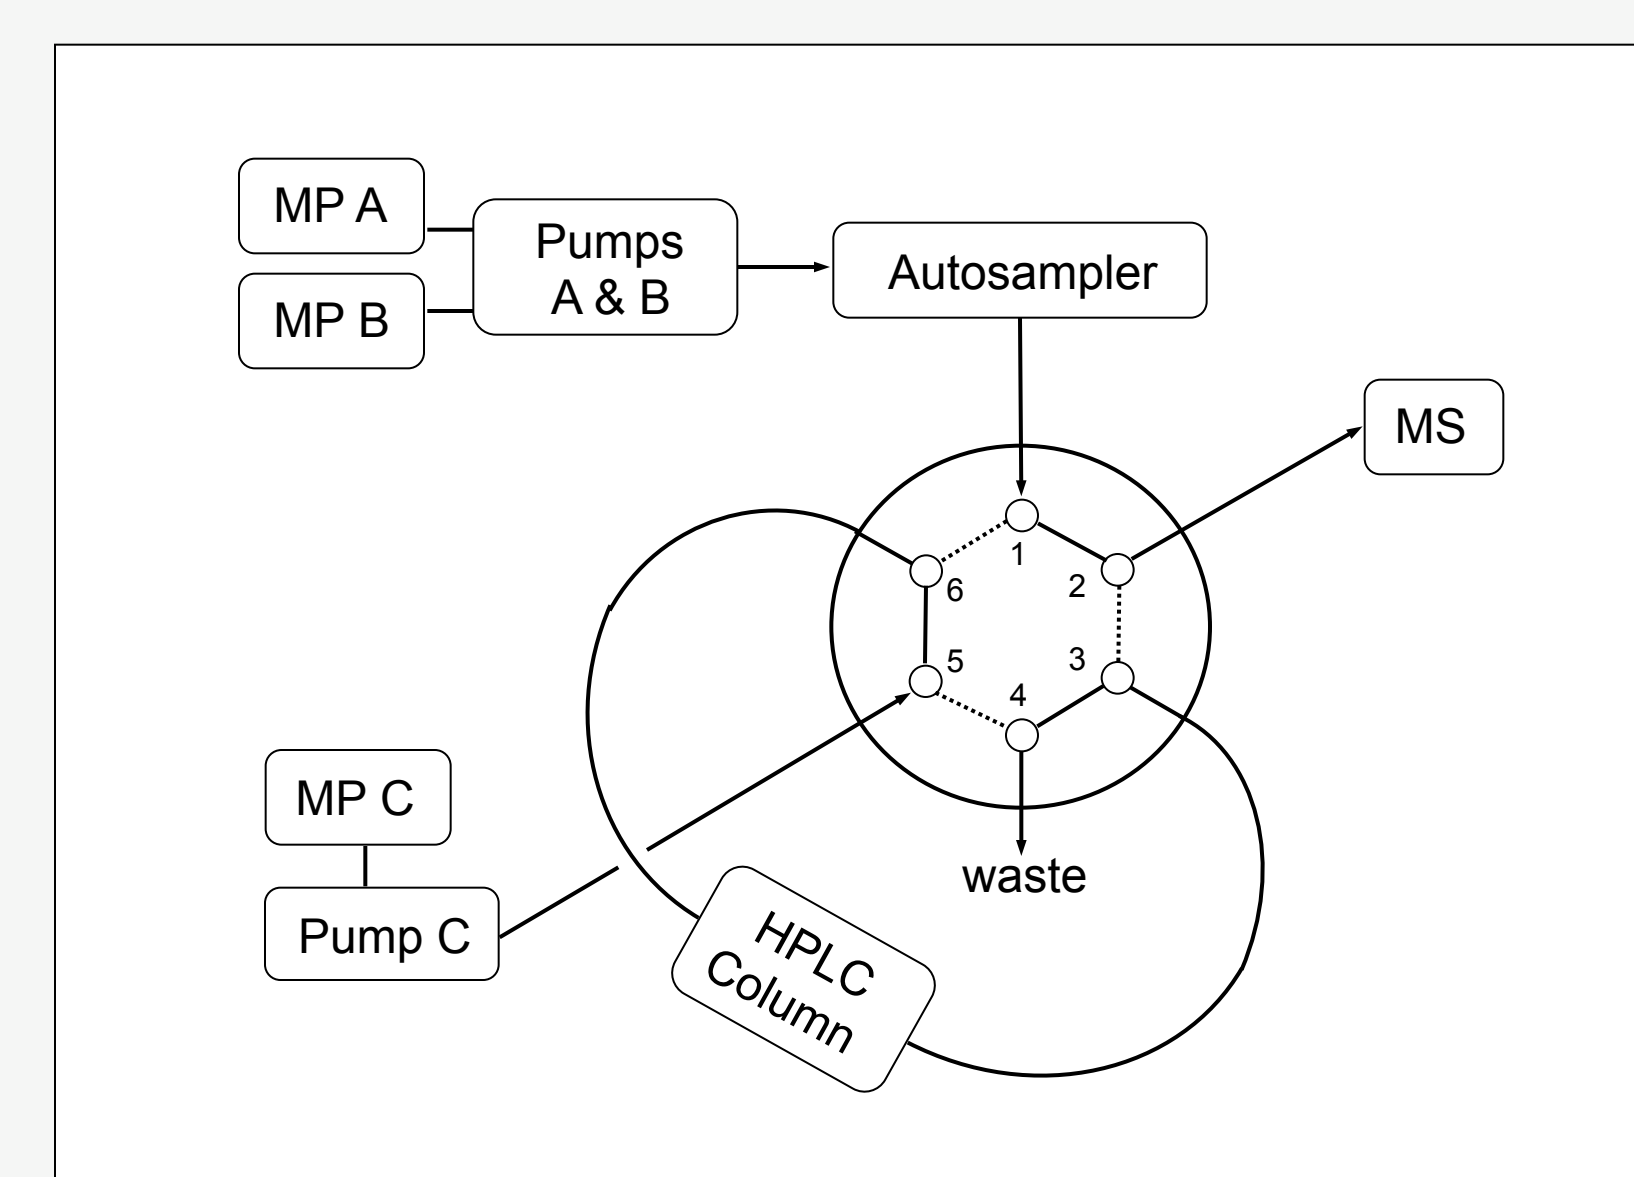 MP A
MP B
Pumps
A & B
Autosampler
MS
1
2
3
4
5
6
MP C
Pump C
waste
HPLC
Column